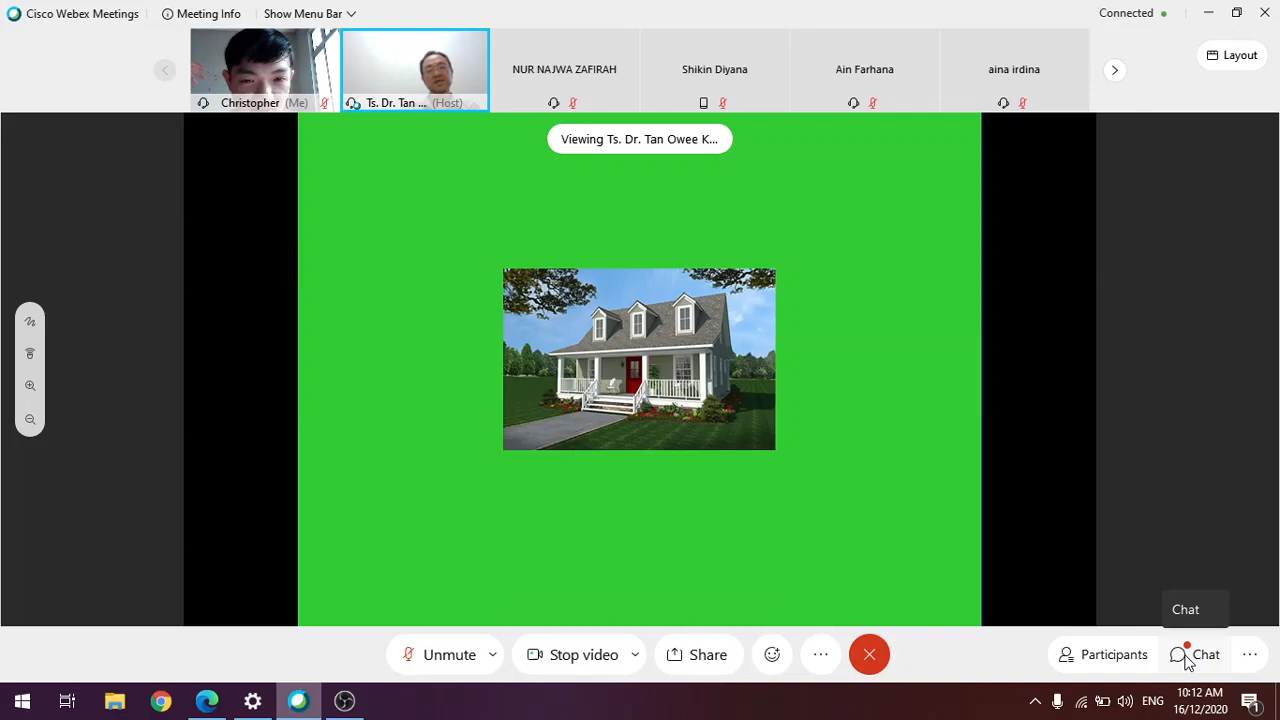 Cisco Webex Meetings
Meeting Info
Show Menu Bar
Connected
Christopher (Me)
Ts. Dr. Tan ... (Host)
NUR NAJWA ZAFIRAH
Shikin Diyana
Ain Farhana
aina irdina
Layout
Viewing Ts. Dr. Tan Owee K...
Chat
Unmute
Stop video
Share
Participants
Chat
ENG
10:12 AM
16/12/2020
1